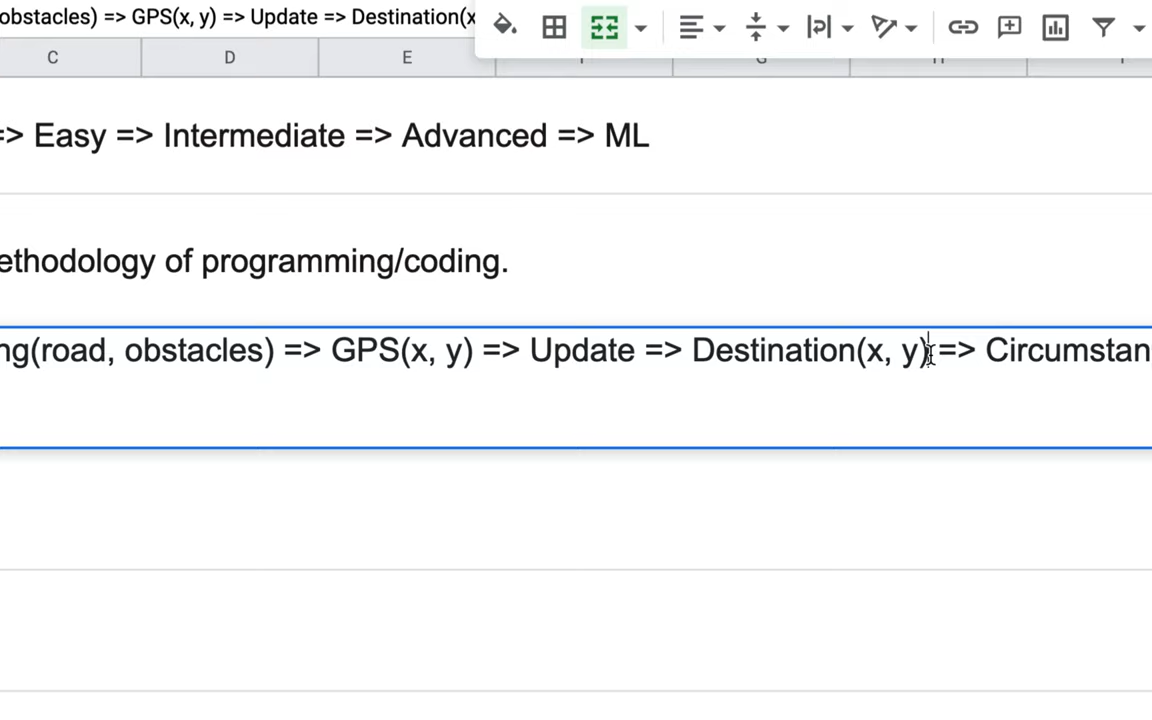 obstacles) => GPS(x, y) => Update => Destination(x
C D E
=> Easy => Intermediate => Advanced => ML
ethodology of programming/coding.
ng(road, obstacles) => GPS(x, y) => Update => Destination(x, y) => Circumstan